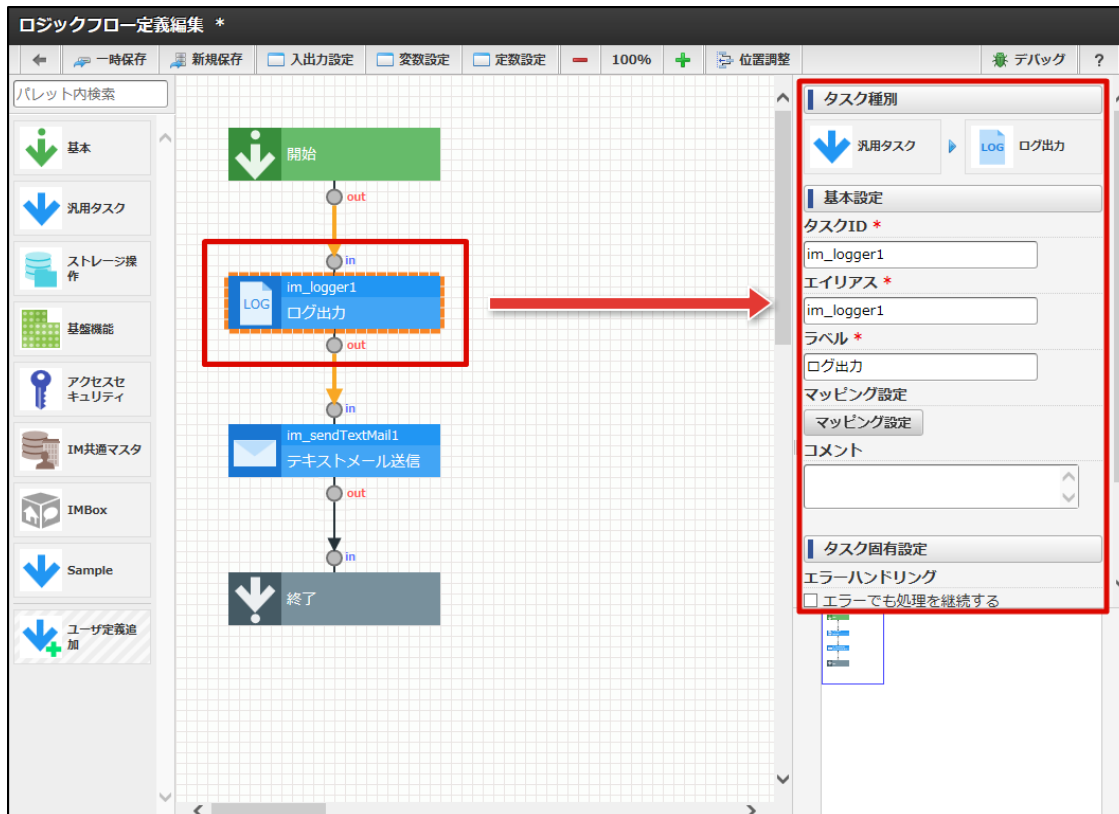 ロジックフロー定義編集 *
一時保存 新規保存 入出力設定 変数設定 定数設定 100% 位置調整 デバッグ ?
パレット内検索
基本
汎用タスク
ストレージ操
作
基盤機能
アクセスセ
キュリティ
IM共通マスタ
IMBox
Sample
ユーザ定義追
加
開始
out
in
im_logger1
LOG
ログ出力
out
in
im_sendTextMail1
テキストメール送信
out
in
終了
タスク種別
汎用タスク LOG ログ出力
基本設定
タスクID *
im_logger1
エイリアス *
im_logger1
ラベル *
ログ出力
マッピング設定
マッピング設定
コメント
タスク固有設定
エラーハンドリング
エラーでも処理を継続する